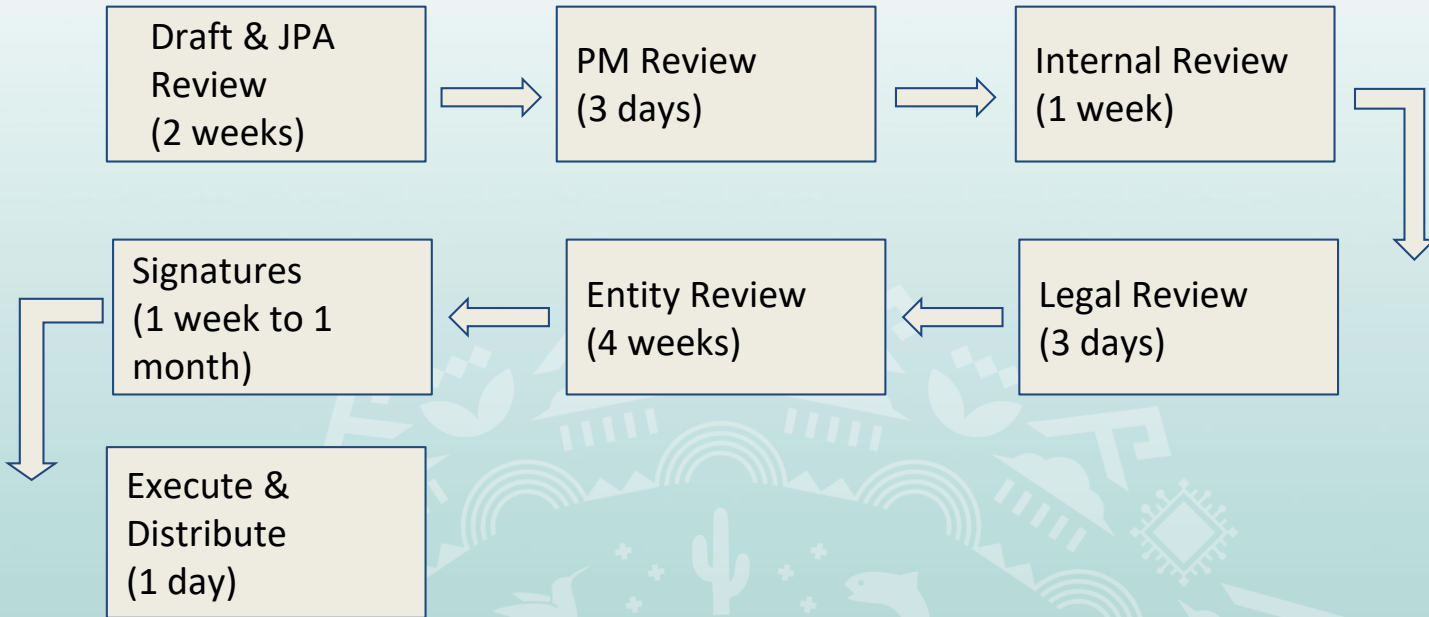 Draft & JPA
Review
(2 weeks)
PM Review
(3 days)
Internal Review
(1 week)
Legal Review
(3 days)
Entity Review
(4 weeks)
Signatures
(1 week to 1
month)
Execute &
Distribute
(1 day)